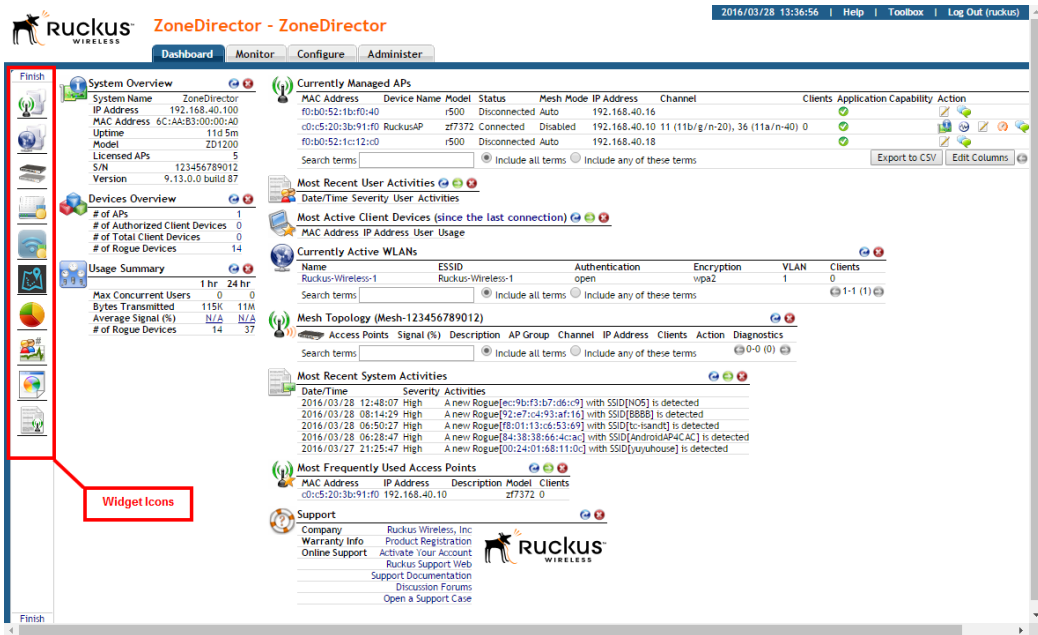 2016/03/28 13:36:56 | Help | Toolbox | Log Out (ruckus)
Ruckus WIRELESS
ZoneDirector - ZoneDirector
Dashboard Monitor Configure Administer
Finish
System Overview
System Name ZoneDirector
IP Address 192.168.40.100
MAC Address 6C:AA:B3:00:00:A0
Uptime 11d 5m
Model ZD1200
Licensed APs 5
S/N 123456789012
Version 9.13.0.0 build 87
Devices Overview
# of APs 1
# of Authorized Client Devices 0
# of Total Client Devices 0
# of Rogue Devices 14
Usage Summary
1 hr 24 hr
Max Concurrent Users 0 0
Bytes Transmitted 115K 11M
Average Signal (%) N/A N/A
# of Rogue Devices 14 37
Widget Icons
Finish
Currently Managed APs
MAC Address Device Name Model Status Mesh Mode IP Address Channel Clients Application Capability Action
f0:b0:52:1b:f0:40 r500 Disconnected Auto 192.168.40.16
c0:c5:20:3b:91:f0 RuckusAP zf7372 Connected Disabled 192.168.40.10 11 (11b/g/n-20), 36 (11a/n-40) 0
f0:b0:52:1c:12:c0 r500 Disconnected Auto 192.168.40.18
Search terms Include all terms Include any of these terms Export to CSV Edit Columns
Most Recent User Activities
Date/Time Severity User Activities
Most Active Client Devices (since the last connection)
MAC Address IP Address User Usage
Currently Active WLANs
Name ESSID Authentication Encryption VLAN Clients
Ruckus-Wireless-1 Ruckus-Wireless-1 open wpa2 1 0
Search terms Include all terms Include any of these terms 1-1 (1)
Mesh Topology (Mesh-123456789012)
Access Points Signal (%) Description AP Group Channel IP Address Clients Action Diagnostics
Search terms Include all terms Include any of these terms 0-0 (0)
Most Recent System Activities
Date/Time Severity Activities
2016/03/28 12:48:07 High A new Rogue[ec:9b:f3:b7:d6:c9] with SSID[NO5] is detected
2016/03/28 08:14:29 High A new Rogue[92:e7:c4:93:af:16] with SSID[BBBB] is detected
2016/03/28 06:50:27 High A new Rogue[f8:01:13:c6:53:69] with SSID[tc-isandt] is detected
2016/03/28 06:28:47 High A new Rogue[84:38:38:66:4c:ac] with SSID[AndroidAP4CAC] is detected
2016/03/27 21:25:47 High A new Rogue[00:24:01:68:11:0c] with SSID[yuyuhouse] is detected
Most Frequently Used Access Points
MAC Address IP Address Description Model Clients
c0:c5:20:3b:91:f0 192.168.40.10 zf7372 0
Support
Company Ruckus Wireless, Inc
Warranty Info Product Registration
Online Support Activate Your Account
Ruckus Support Web
Support Documentation
Discussion Forums
Open a Support Case
Ruckus WIRELESS